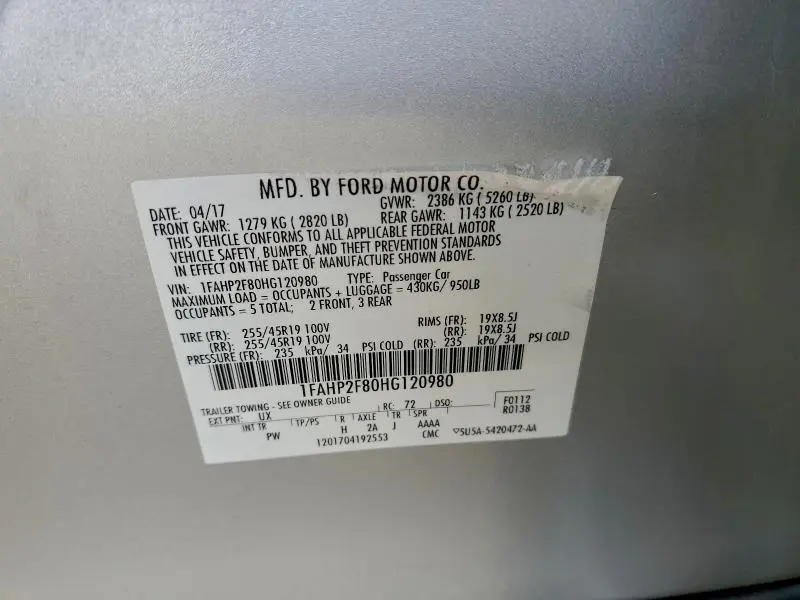 MFD. BY FORD MOTOR CO.
DATE: 04/17 GVWR: 2386 KG ( 5260 LB)
FRONT GAWR: 1279 KG ( 2820 LB) REAR GAWR: 1143 KG ( 2520 LB)
THIS VEHICLE CONFORMS TO ALL APPLICABLE FEDERAL MOTOR
VEHICLE SAFETY, BUMPER, AND THEFT PREVENTION STANDARDS
IN EFFECT ON THE DATE OF MANUFACTURE SHOWN ABOVE.
VIN: 1FAHP2F80HG120980 TYPE: Passenger Car
MAXIMUM LOAD = OCCUPANTS + LUGGAGE = 430KG/ 950LB
OCCUPANTS = 5 TOTAL; 2 FRONT, 3 REAR
TIRE (FR): 255/45R19 100V RIMS (FR): 19X8.5J
(RR): 255/45R19 100V (RR): 19X8.5J
PRESSURE (FR): 235 kPa/ 34 PSI COLD (RR): 235 kPa/ 34 PSI COLD
1FAHP2F80HG120980
TRAILER TOWING - SEE OWNER GUIDE RC: 72 DSO: F0112
EXT PNT: UX R0138
INT TR TP/PS R AXLE TR SPR
PW H 2A J AAAA
1201704192553 CMC SU5A-5420472-AA